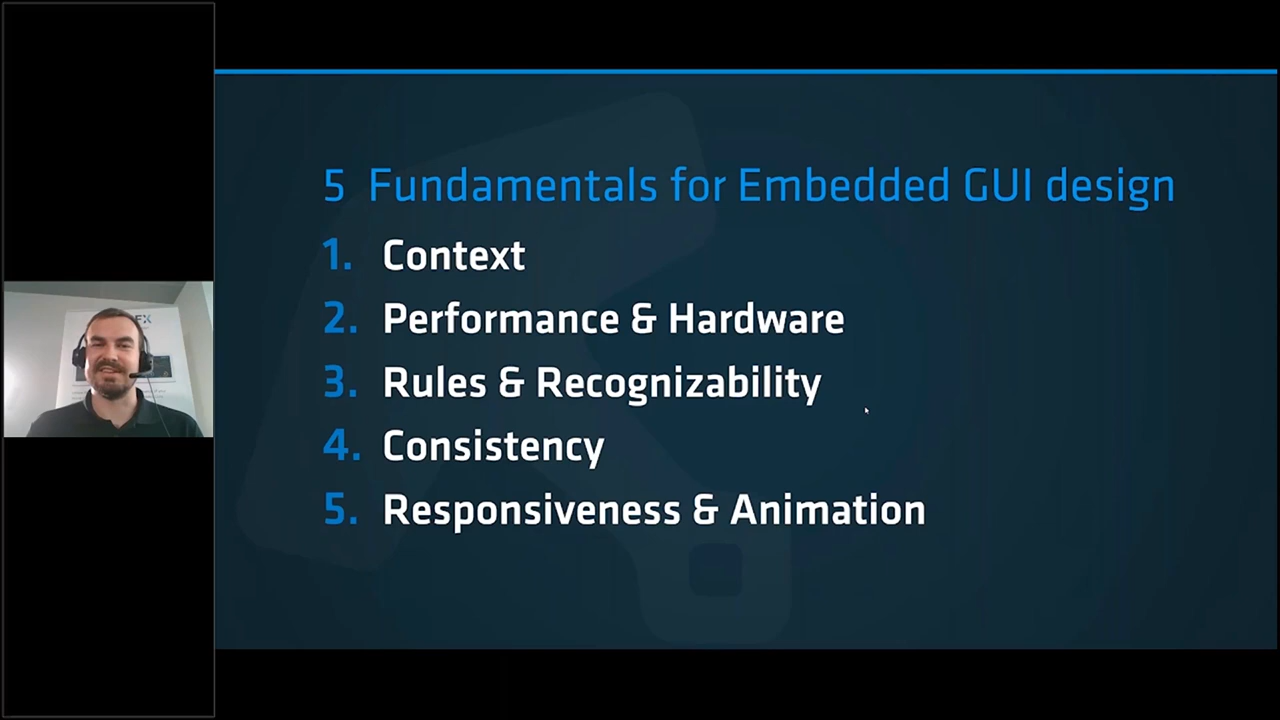 5 Fundamentals for Embedded GUI design
1. Context
2. Performance & Hardware
3. Rules & Recognizability
4. Consistency
5. Responsiveness & Animation